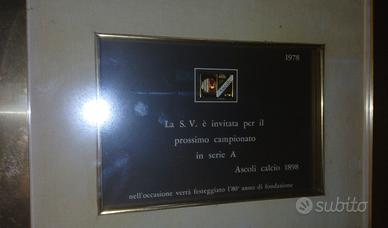 1978
La S. V. è invitata per il
prossimo campionato
in serie A
Ascoli calcio 1898
nell'occasione verrà festeggiato l'80° anno di fondazione
subito